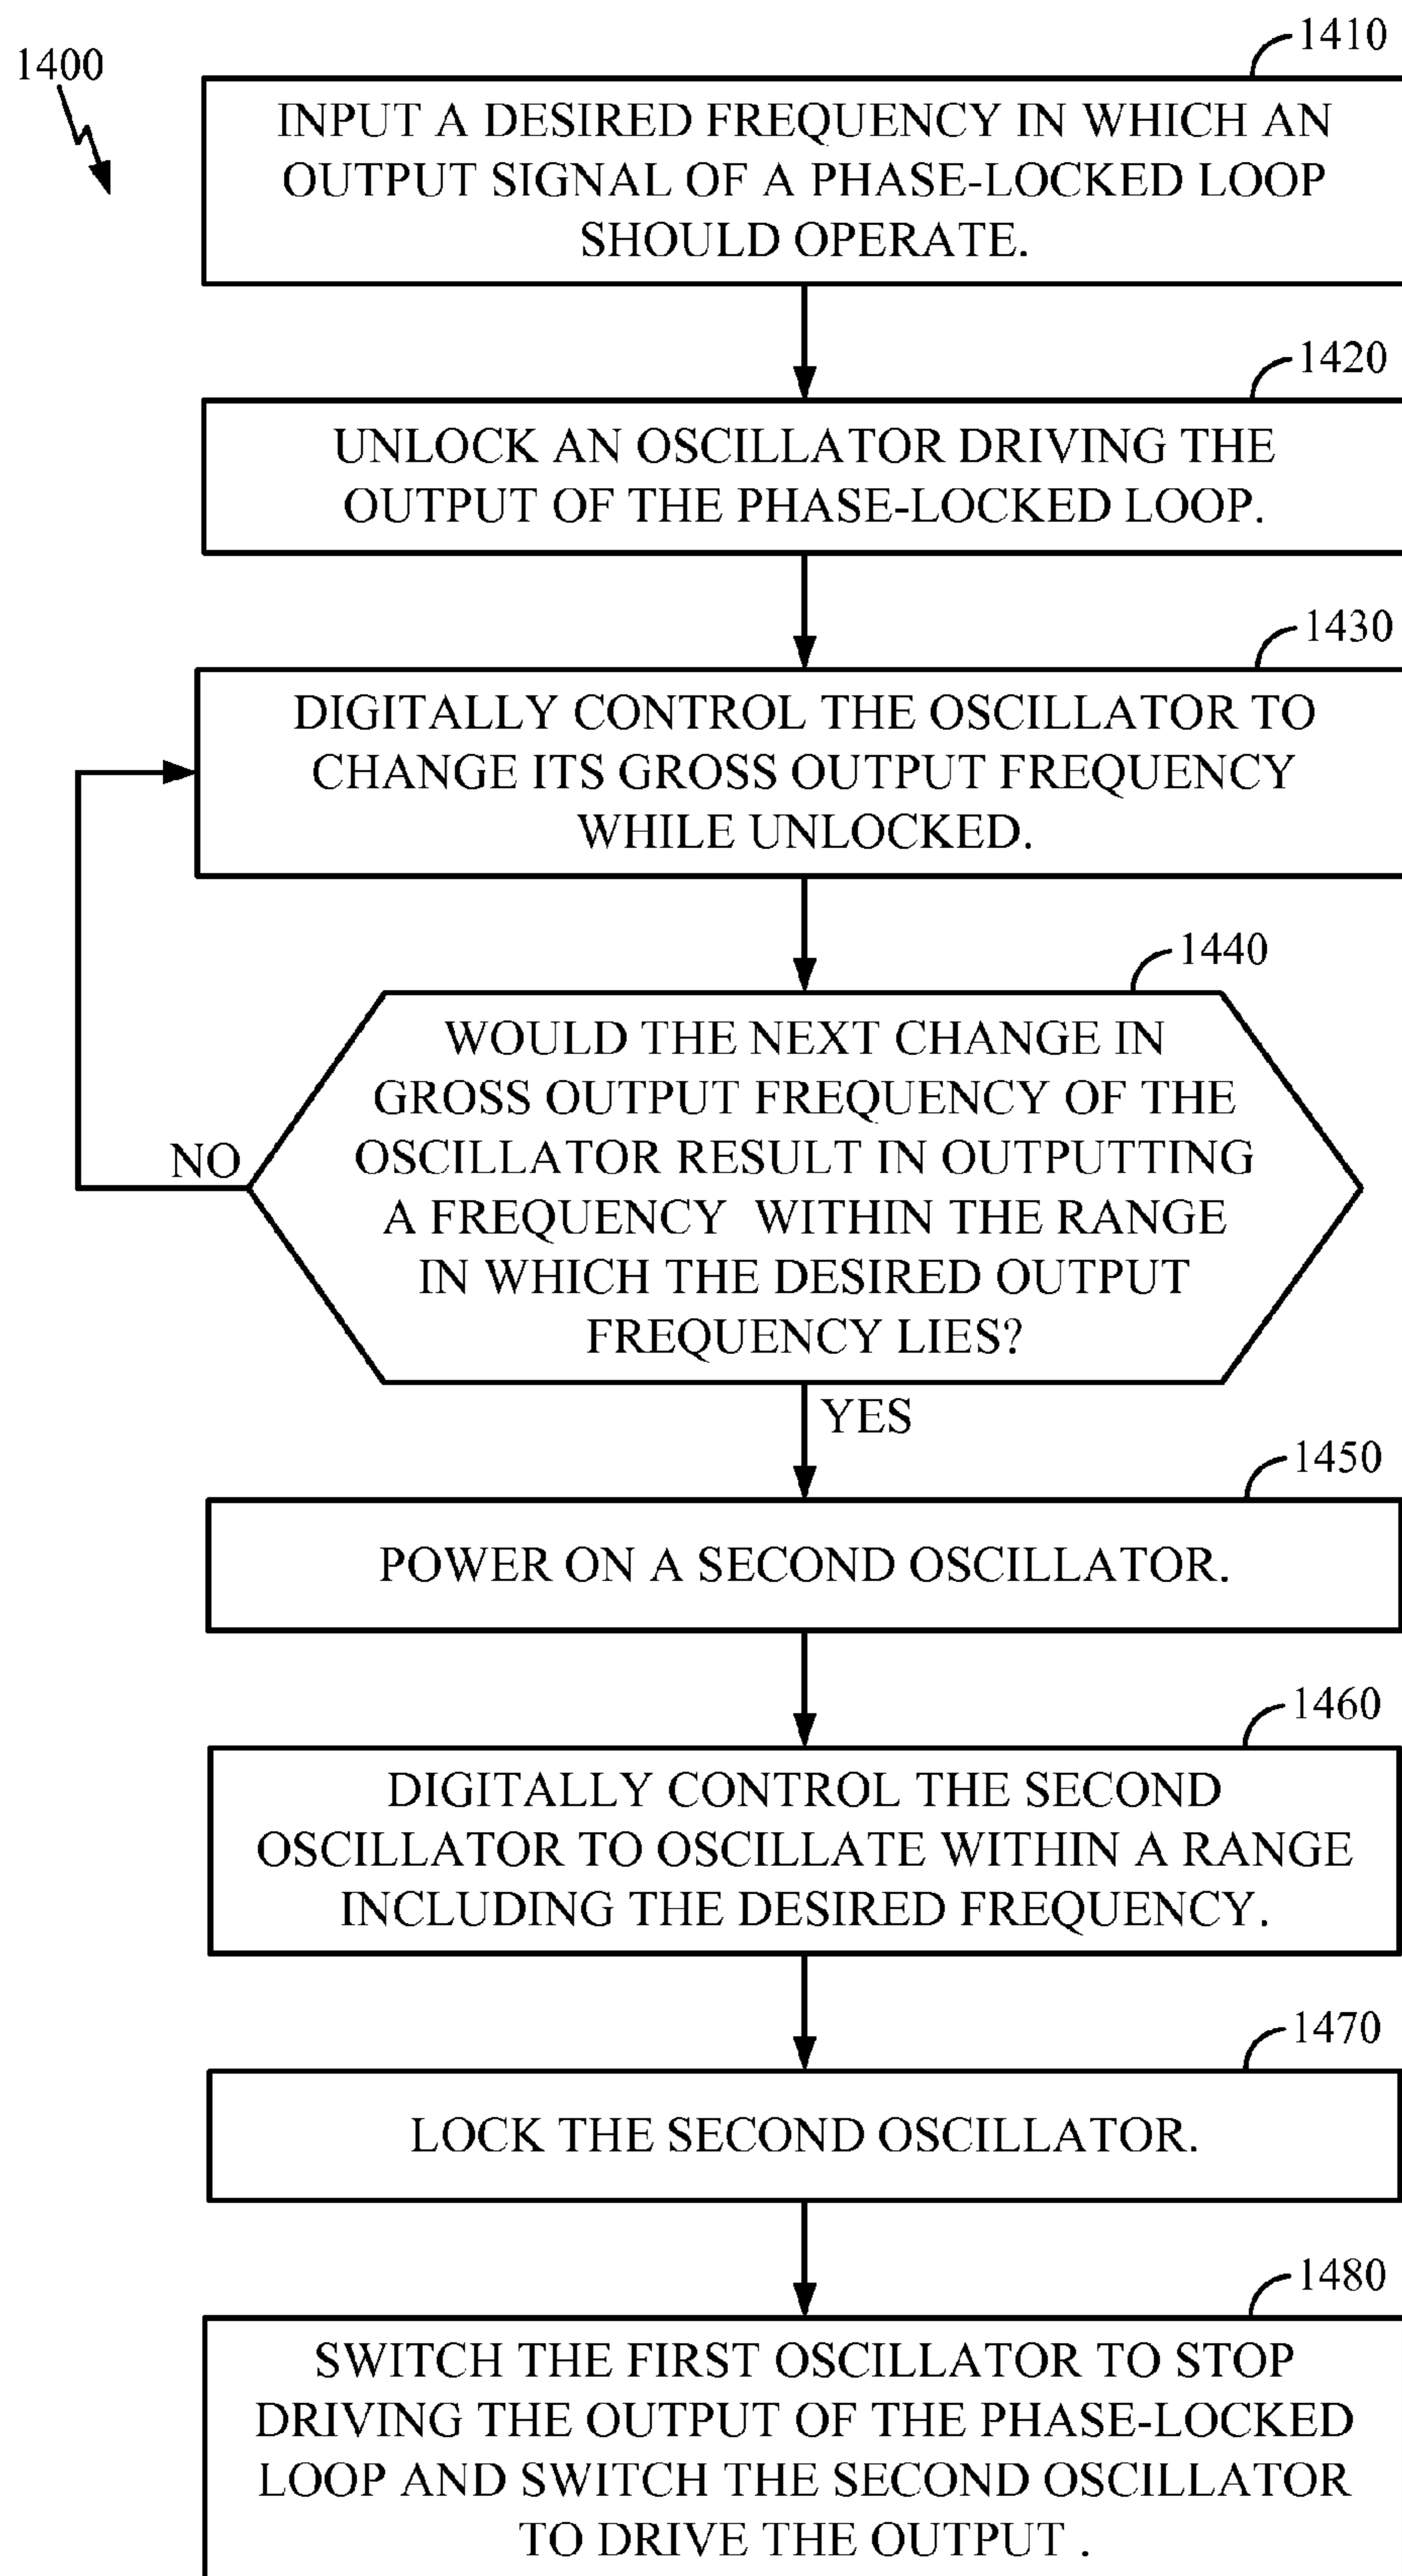 1400
1410
INPUT A DESIRED FREQUENCY IN WHICH AN
OUTPUT SIGNAL OF A PHASE-LOCKED LOOP
SHOULD OPERATE.
1420
UNLOCK AN OSCILLATOR DRIVING THE
OUTPUT OF THE PHASE-LOCKED LOOP.
1430
DIGITALLY CONTROL THE OSCILLATOR TO
CHANGE ITS GROSS OUTPUT FREQUENCY
WHILE UNLOCKED.
1440
WOULD THE NEXT CHANGE IN
GROSS OUTPUT FREQUENCY OF THE
OSCILLATOR RESULT IN OUTPUTTING
A FREQUENCY WITHIN THE RANGE
IN WHICH THE DESIRED OUTPUT
FREQUENCY LIES?
NO
YES
1450
POWER ON A SECOND OSCILLATOR.
1460
DIGITALLY CONTROL THE SECOND
OSCILLATOR TO OSCILLATE WITHIN A RANGE
INCLUDING THE DESIRED FREQUENCY.
1470
LOCK THE SECOND OSCILLATOR.
1480
SWITCH THE FIRST OSCILLATOR TO STOP
DRIVING THE OUTPUT OF THE PHASE-LOCKED
LOOP AND SWITCH THE SECOND OSCILLATOR
TO DRIVE THE OUTPUT .